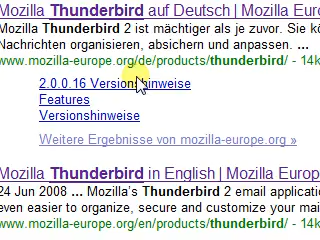 Mozilla Thunderbird auf Deutsch | Mozilla Euro
Mozilla Thunderbird 2 ist mächtiger als je zuvor. Sie kö
Nachrichten organisieren, absichern und anpassen. ...
www.mozilla-europe.org/de/products/thunderbird/ - 14k
2.0.0.16 Versionshinweise
Features
Versionshinweise
Weitere Ergebnisse von mozilla-europe.org »
Mozilla Thunderbird in English | Mozilla Europ
24 Jun 2008 ... Mozilla's Thunderbird 2 email applicatio
even easier to organize, secure and customize your mai
www.mozilla-europe.org/en/products/thunderbird/ - 14k